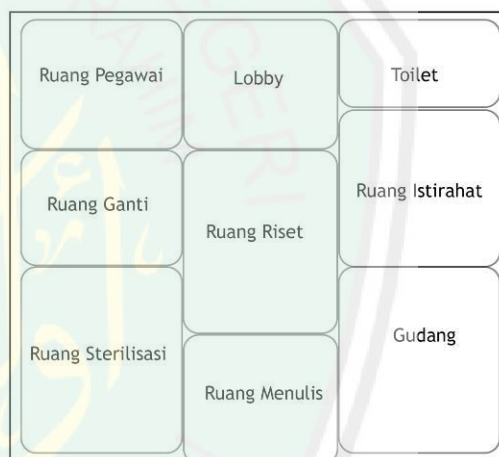 Ruang Pegawai
Lobby
Toilet
Ruang Ganti
Ruang Riset
Ruang Istirahat
Ruang Sterilisasi
Ruang Menulis
Gudang